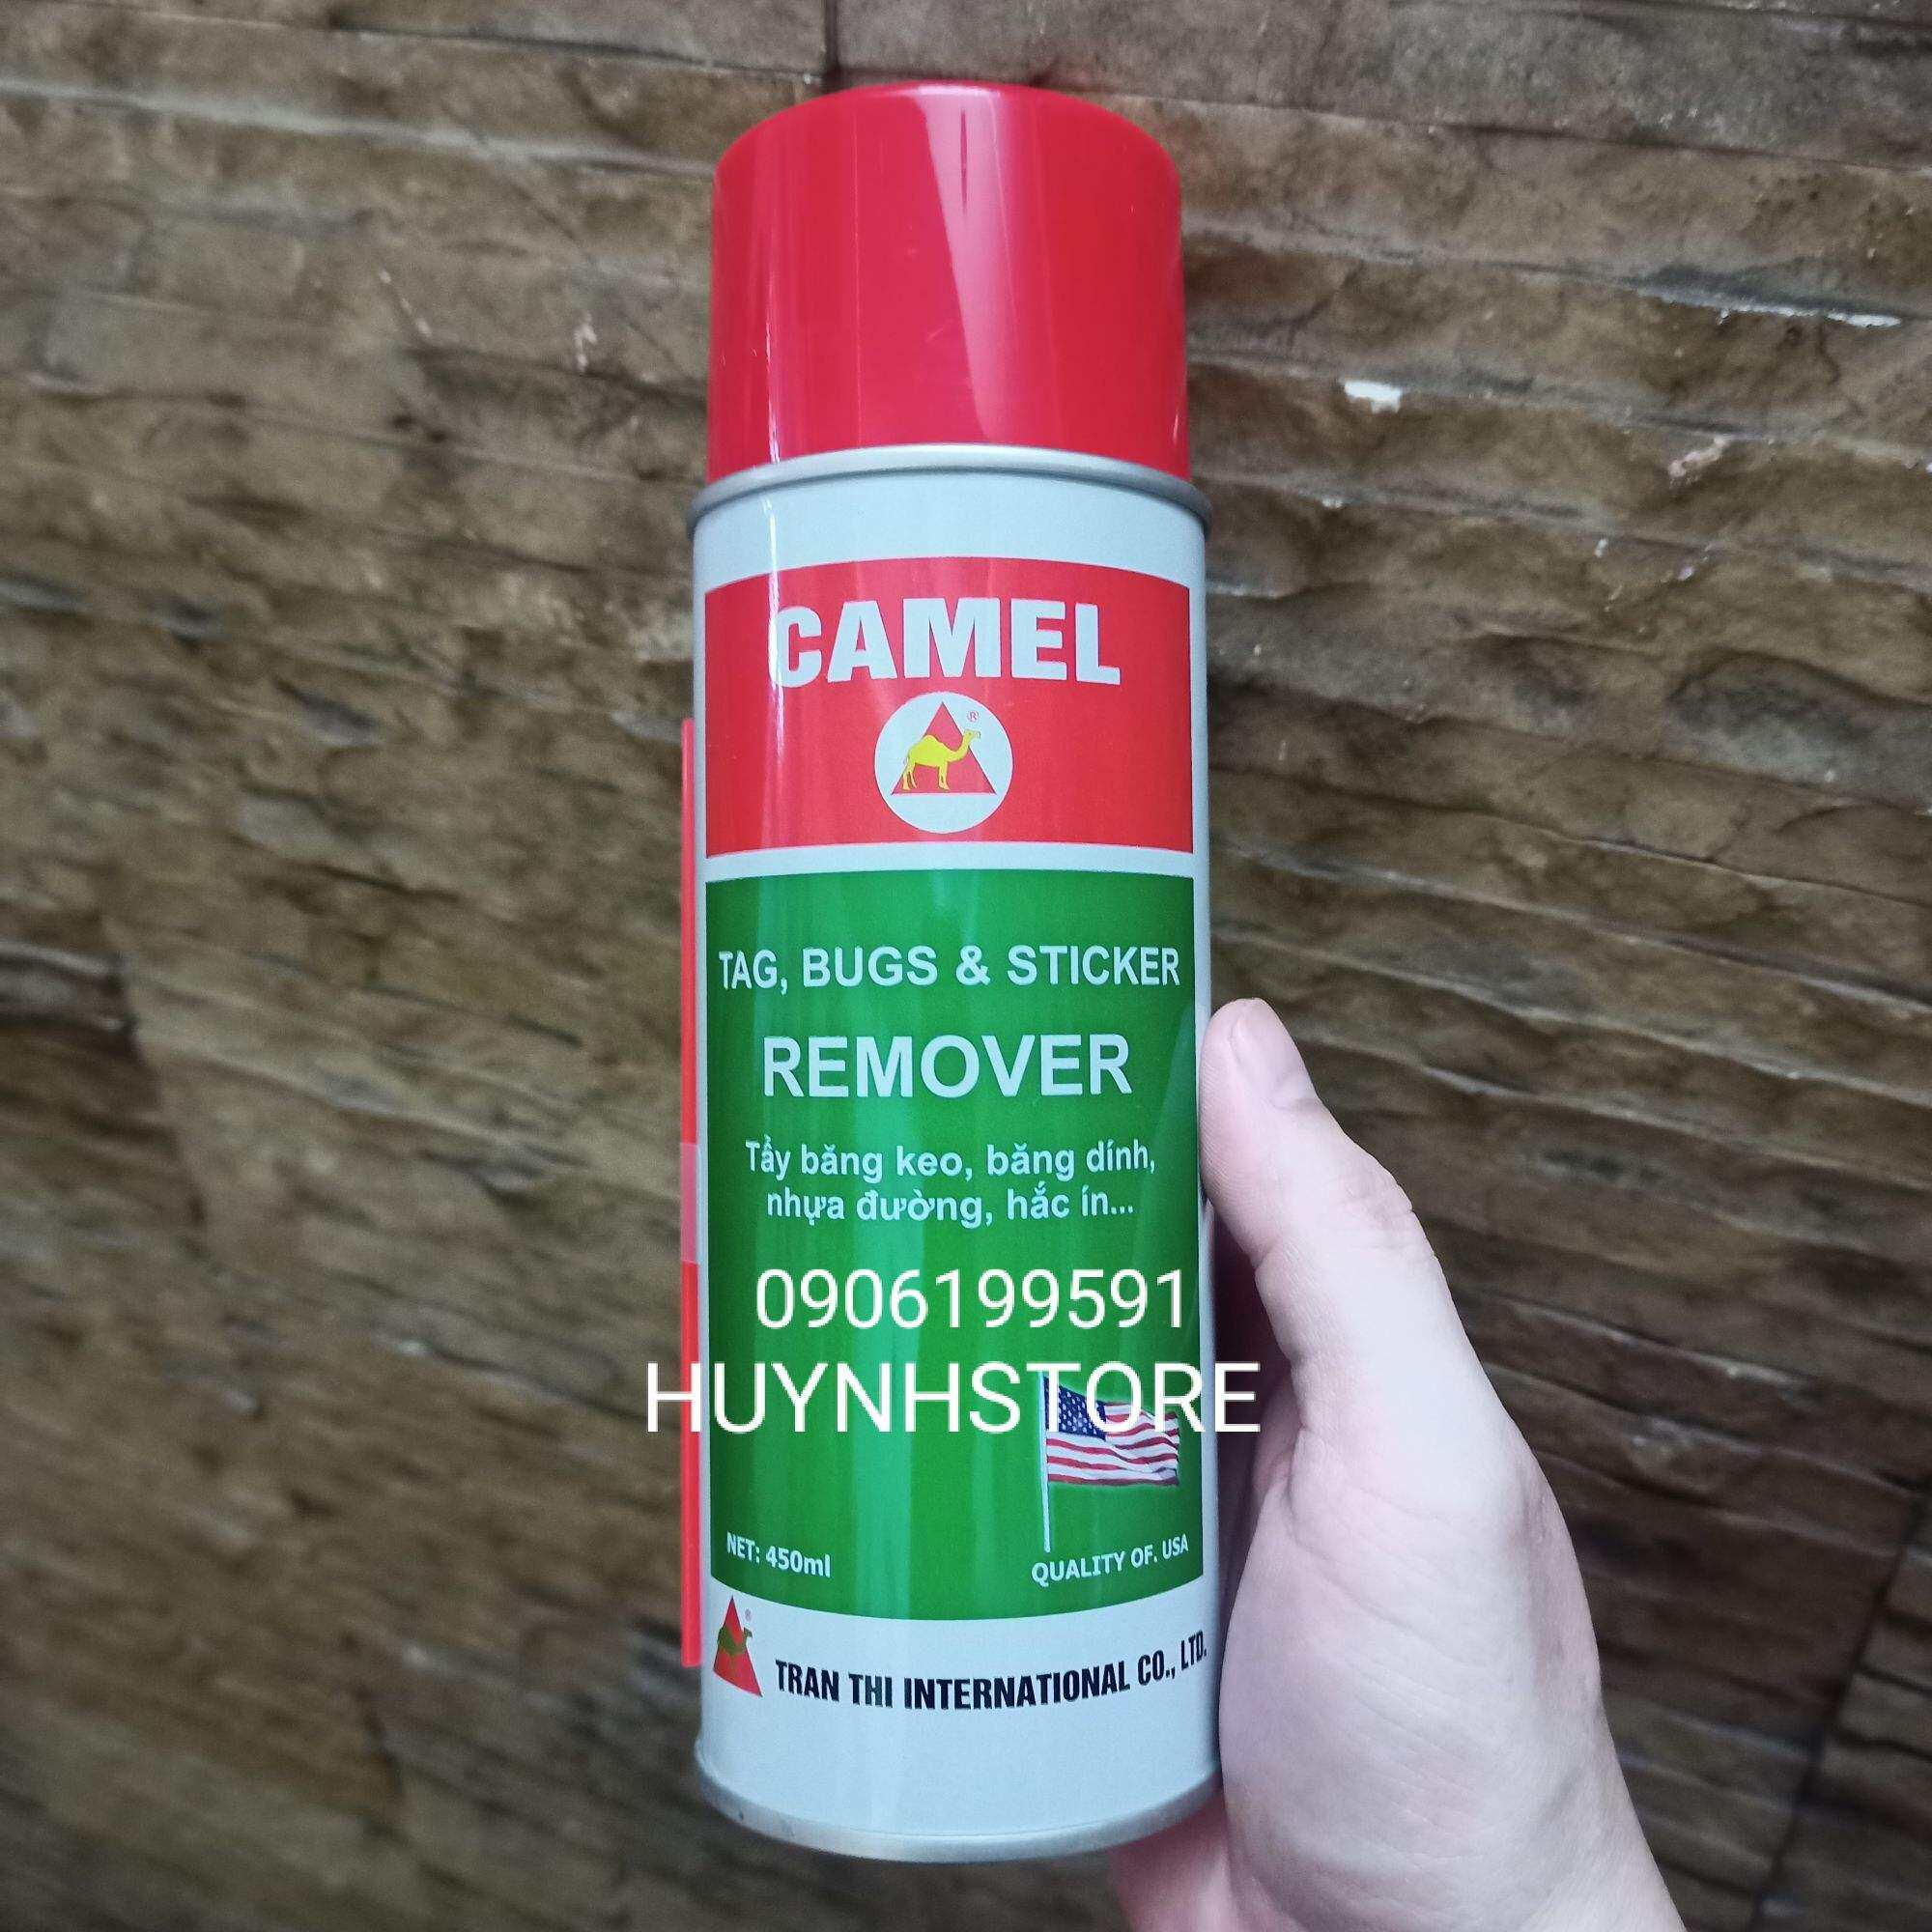 CAMEL
®
TAG, BUGS & STICKER
REMOVER
Tẩy băng keo, băng dính,
nhựa đường, hắc ín...
0906199591
HUYNHSTORE
NET: 450ml
QUALITY OF. USA
®
TRAN THI INTERNATIONAL CO., LTD.